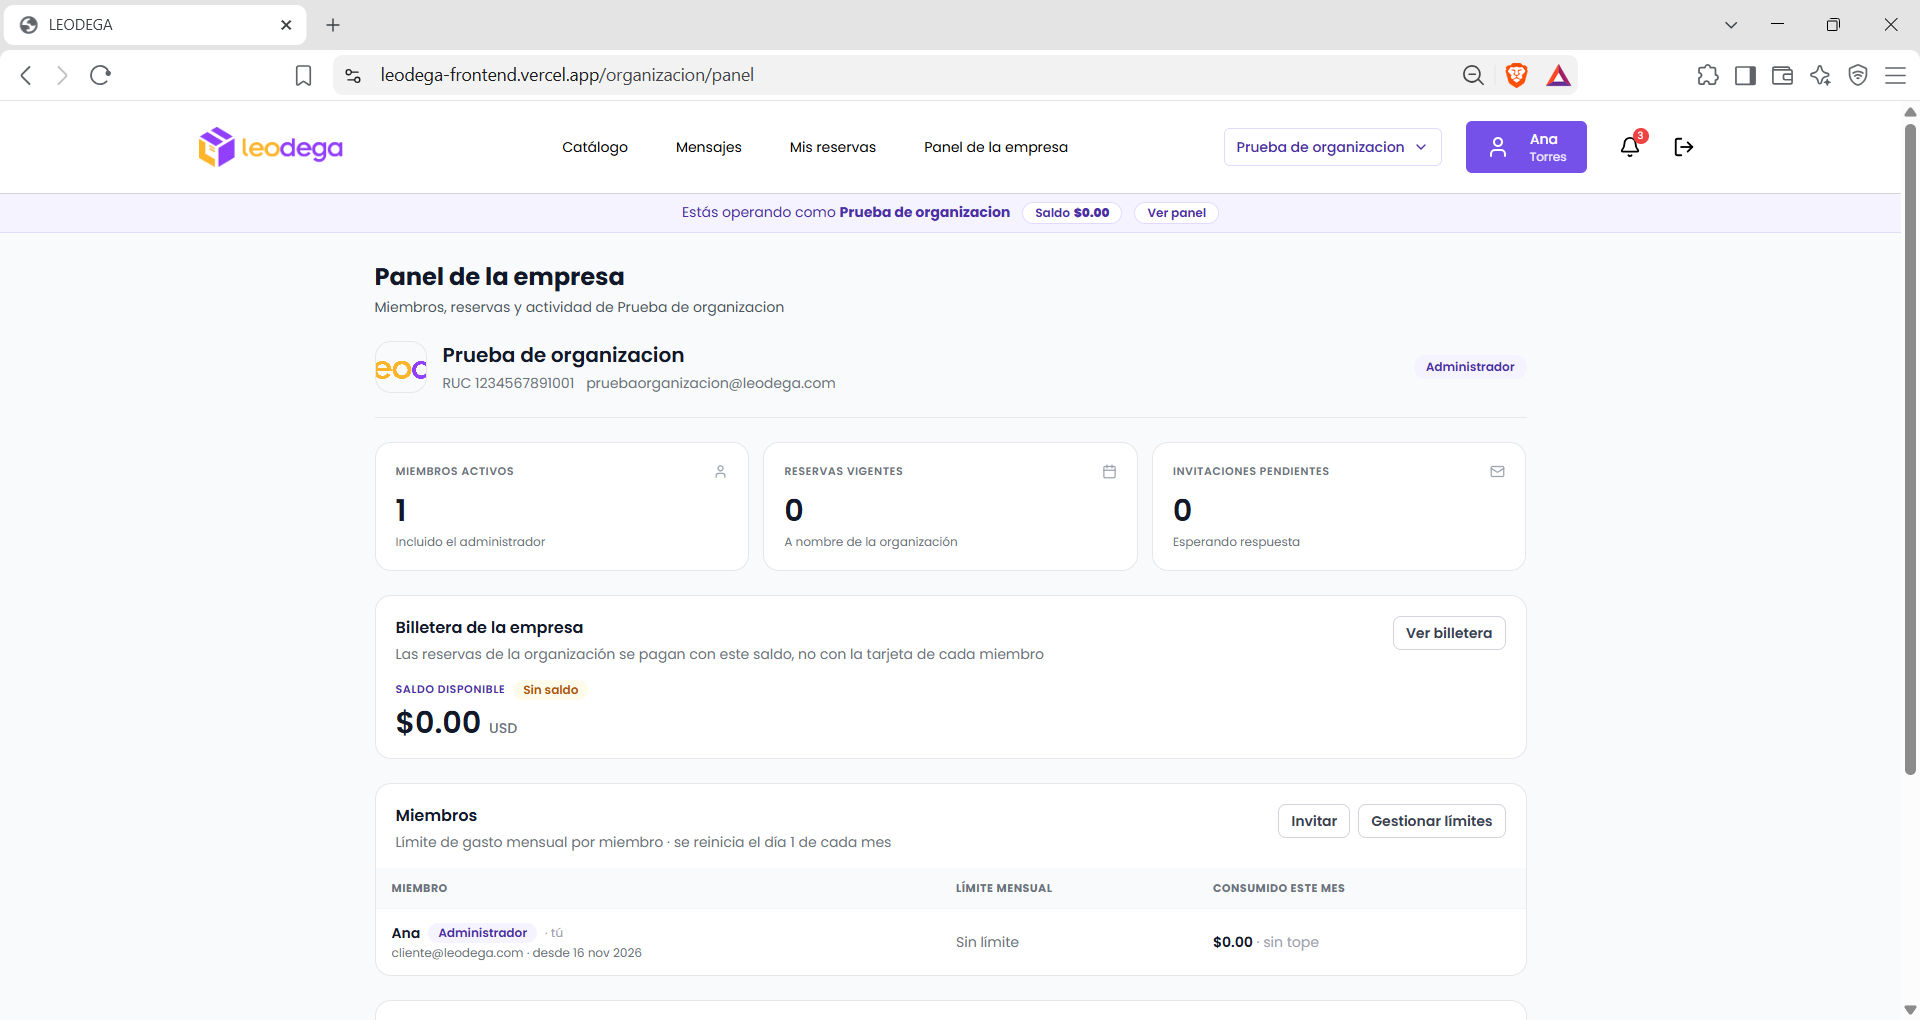 LEODEGA
leodega-frontend.vercel.app/organizacion/panel
leodega
Catálogo
Mensajes
Mis reservas
Panel de la empresa
Prueba de organizacion
Ana
Torres
3
Estás operando como Prueba de organizacion
Saldo $0.00
Ver panel
Panel de la empresa
Miembros, reservas y actividad de Prueba de organizacion
eoc
Prueba de organizacion
RUC 1234567891001 pruebaorganizacion@leodega.com
Administrador
MIEMBROS ACTIVOS
1
Incluido el administrador
RESERVAS VIGENTES
0
A nombre de la organización
INVITACIONES PENDIENTES
0
Esperando respuesta
Billetera de la empresa
Las reservas de la organización se pagan con este saldo, no con la tarjeta de cada miembro
Ver billetera
SALDO DISPONIBLE Sin saldo
$0.00 USD
Miembros
Límite de gasto mensual por miembro · se reinicia el día 1 de cada mes
Invitar
Gestionar límites
MIEMBRO LÍMITE MENSUAL CONSUMIDO ESTE MES
Ana Administrador · tú
cliente@leodega.com · desde 16 nov 2026
Sin límite
$0.00 · sin tope